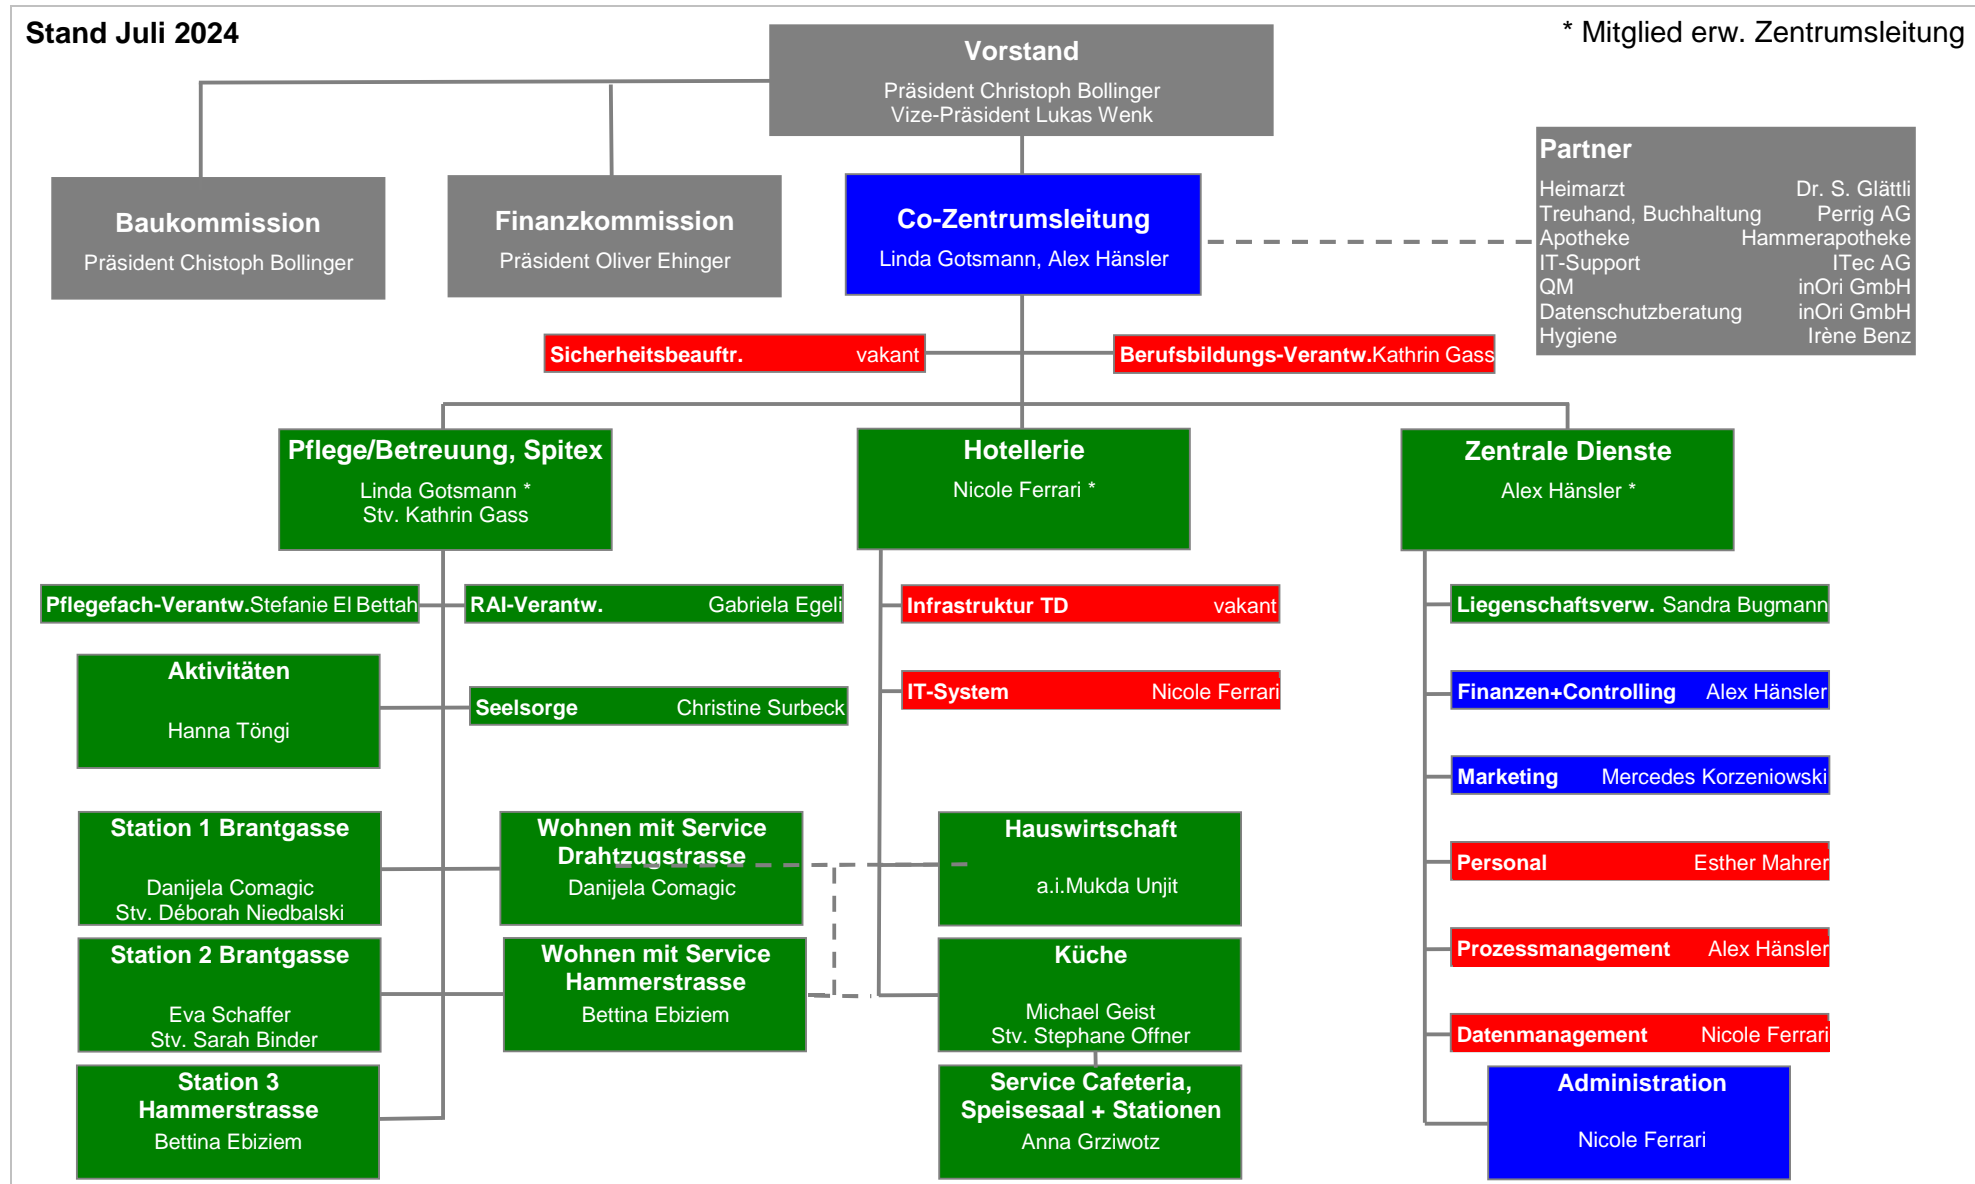 Stand Juli 2024
* Mitglied erw. Zentrumsleitung
Vorstand
Präsident Christoph Bollinger
Vize-Präsident Lukas Wenk
Baukommission
Präsident Chistoph Bollinger
Finanzkommission
Präsident Oliver Ehinger
Co-Zentrumsleitung
Linda Gotsmann, Alex Hänsler
Partner
Heimarzt Dr. S. Glättli
Treuhand, Buchhaltung Perrig AG
Apotheke Hammerapotheke
IT-Support ITec AG
QM inOri GmbH
Datenschutzberatung inOri GmbH
Hygiene Irène Benz
Sicherheitsbeauftr. vakant
Berufsbildungs-Verantw.Kathrin Gass
Pflege/Betreuung, Spitex
Linda Gotsmann *
Stv. Kathrin Gass
Hotellerie
Nicole Ferrari *
Zentrale Dienste
Alex Hänsler *
Pflegefach-Verantw.Stefanie El Bettah
RAI-Verantw. Gabriela Egeli
Infrastruktur TD vakant
Liegenschaftsverw. Sandra Bugmann
Aktivitäten
Hanna Töngi
Seelsorge Christine Surbeck
IT-System Nicole Ferrari
Finanzen+Controlling Alex Hänsler
Marketing Mercedes Korzeniowski
Station 1 Brantgasse
Danijela Comagic
Stv. Déborah Niedbalski
Wohnen mit Service
Drahtzugstrasse
Danijela Comagic
Hauswirtschaft
a.i.Mukda Unjit
Personal Esther Mahrer
Station 2 Brantgasse
Eva Schaffer
Stv. Sarah Binder
Wohnen mit Service
Hammerstrasse
Bettina Ebiziem
Küche
Michael Geist
Stv. Stephane Offner
Prozessmanagement Alex Hänsler
Datenmanagement Nicole Ferrari
Station 3
Hammerstrasse
Bettina Ebiziem
Service Cafeteria,
Speisesaal + Stationen
Anna Grziwotz
Administration
Nicole Ferrari